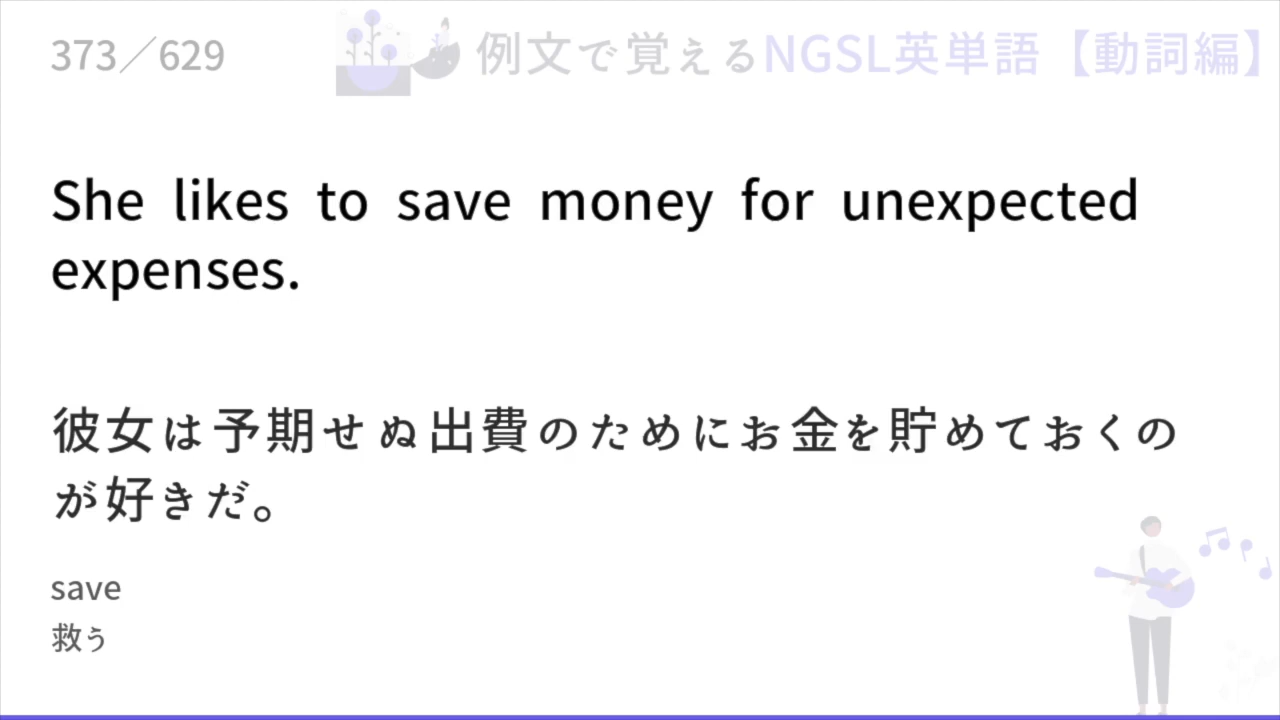 373／629
例文で覚えるNGSL英単語【動詞編】
She likes to save money for unexpected
expenses.
彼女は予期せぬ出費のためにお金を貯めておくの
が好きだ。
save
救う